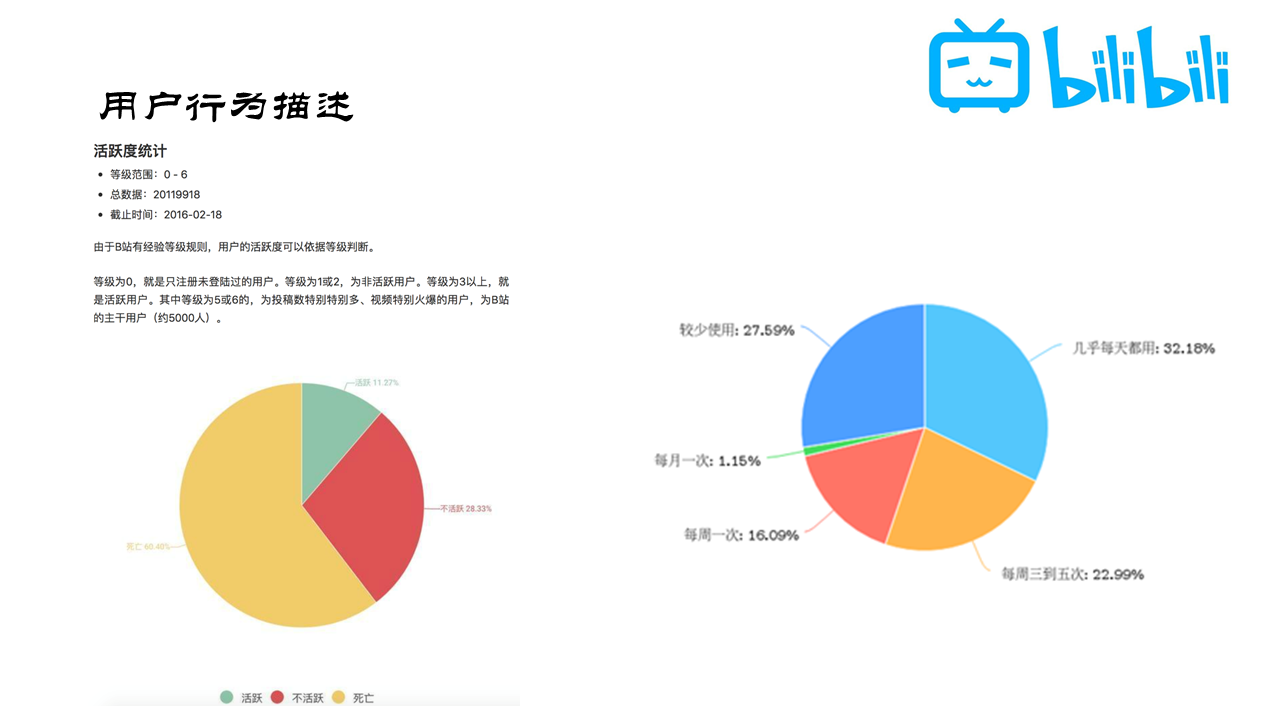 bilibili
用户行为描述
活跃度统计
• 等级范围：0 - 6
• 总数据：20119918
• 截止时间：2016-02-18
由于B站有经验等级规则，用户的活跃度可以依据等级判断。
等级为0，就是只注册未登陆过的用户。等级为1或2，为非活跃用户。等级为3以上，就
是活跃用户。其中等级为5或6的，为投稿数特别特别多、视频特别火爆的用户，为B站
的主干用户（约5000人）。
活跃 11.27%
不活跃 28.33%
死亡 60.40%
活跃 不活跃 死亡
较少使用: 27.59%
几乎每天都用: 32.18%
每月一次: 1.15%
每周一次: 16.09%
每周三到五次: 22.99%